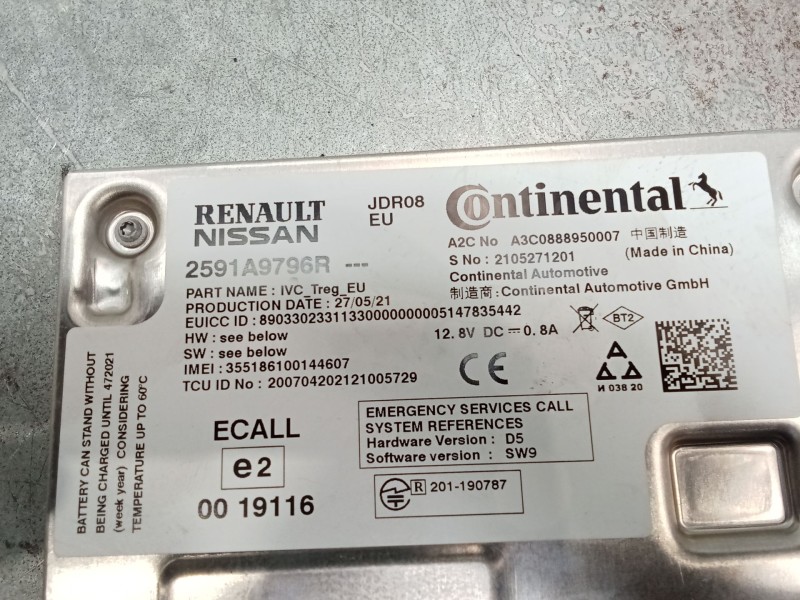 RENAULT
NISSAN
JDR08
EU
Continental
2591A9796R ---
A2C No A3C0888950007 中国制造
S No : 2105271201 (Made in China)
Continental Automotive
制造商: Continental Automotive GmbH
PART NAME : IVC_Treg_EU
PRODUCTION DATE : 27/05/21
EUICC ID : 89033023311330000000005147835442
12.8V DC 0.8A
BT2
HW : see below
SW : see below
IMEI : 355186100144607
TCU ID No : 200704202121005729
CE
И 038 20
BATTERY CAN STAND WITHOUT
BEING CHARGED UNTIL 472021
(week year) CONSIDERING
TEMPERATURE UP TO 60°C
ECALL
e2
00 19116
EMERGENCY SERVICES CALL
SYSTEM REFERENCES
Hardware Version : D5
Software version : SW9
R 201-190787